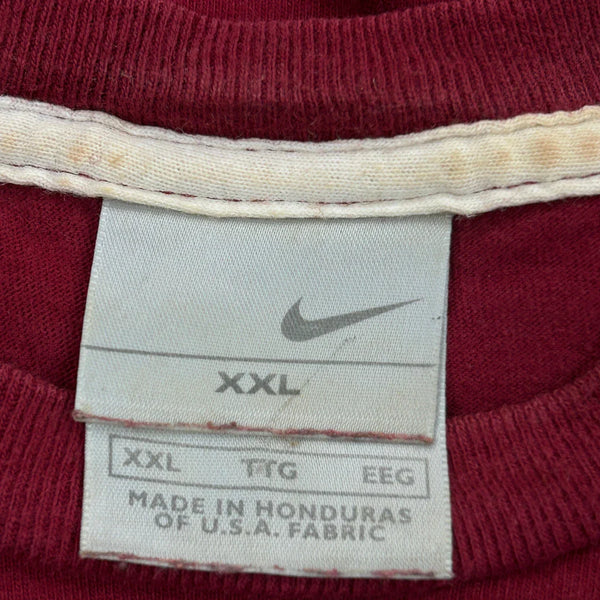 XXL
XXL TTG EEG
MADE IN HONDURAS
OF U.S.A. FABRIC